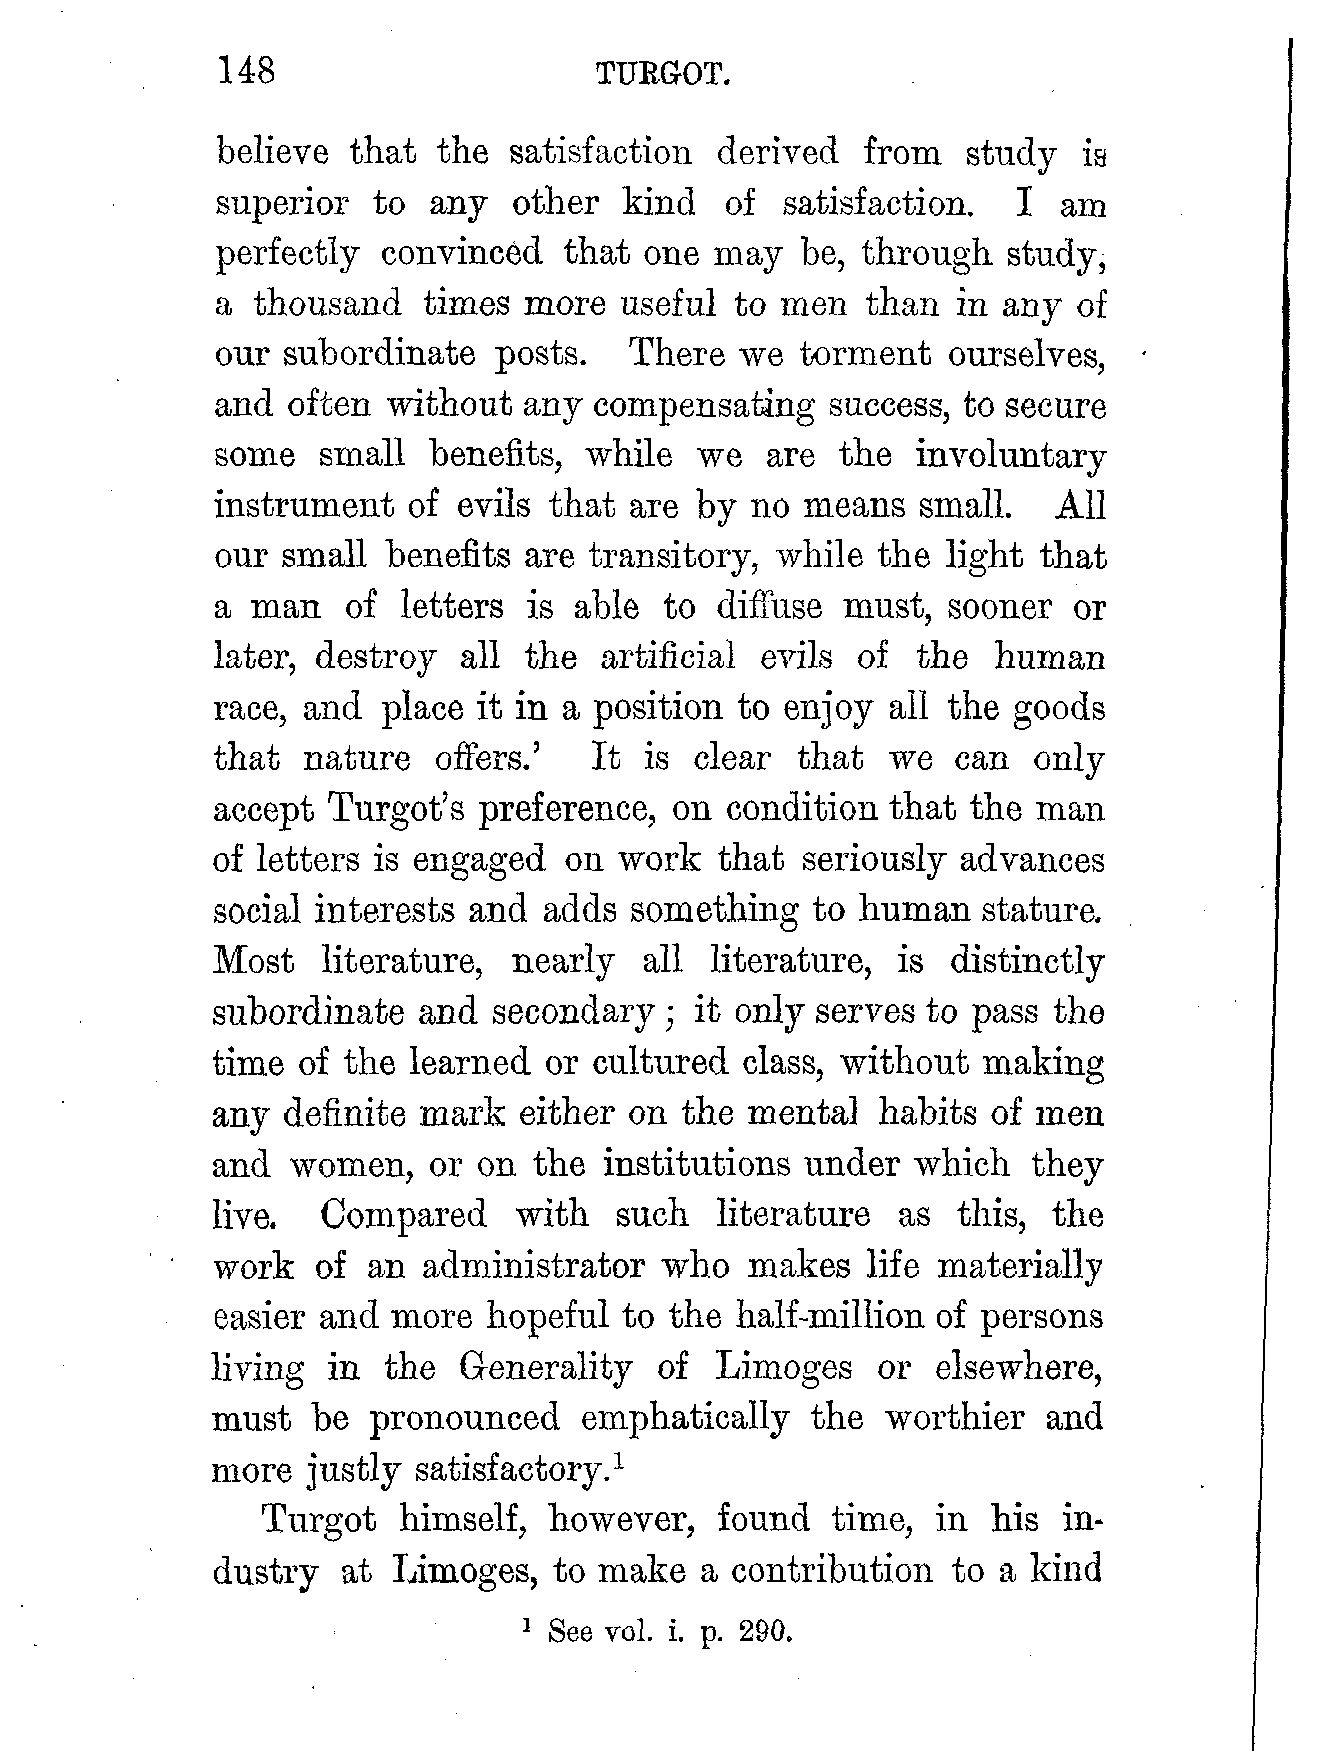 148 TURGOT.
believe that the satisfaction derived from study is
superior to any other kind of satisfaction. I am
perfectly convinced that one may be, through study,
a thousand times more useful to men than in any of
our subordinate posts. There we torment ourselves,
and often without any compensating success, to secure
some small benefits, while we are the involuntary
instrument of evils that are by no means small. All
our small benefits are transitory, while the light that
a man of letters is able to diffuse must, sooner or
later, destroy all the artificial evils of the human
race, and place it in a position to enjoy all the goods
that nature offers.’ It is clear that we can only
accept Turgot’s preference, on condition that the man
of letters is engaged on work that seriously advances
social interests and adds something to human stature.
Most literature, nearly all literature, is distinctly
subordinate and secondary ; it only serves to pass the
time of the learned or cultured class, without making
any definite mark either on the mental habits of men
and women, or on the institutions under which they
live. Compared with such literature as this, the
work of an administrator who makes life materially
easier and more hopeful to the half-million of persons
living in the Generality of Limoges or elsewhere,
must be pronounced emphatically the worthier and
more justly satisfactory.¹
Turgot himself, however, found time, in his in-
dustry at Limoges, to make a contribution to a kind
¹ See vol. i. p. 290.